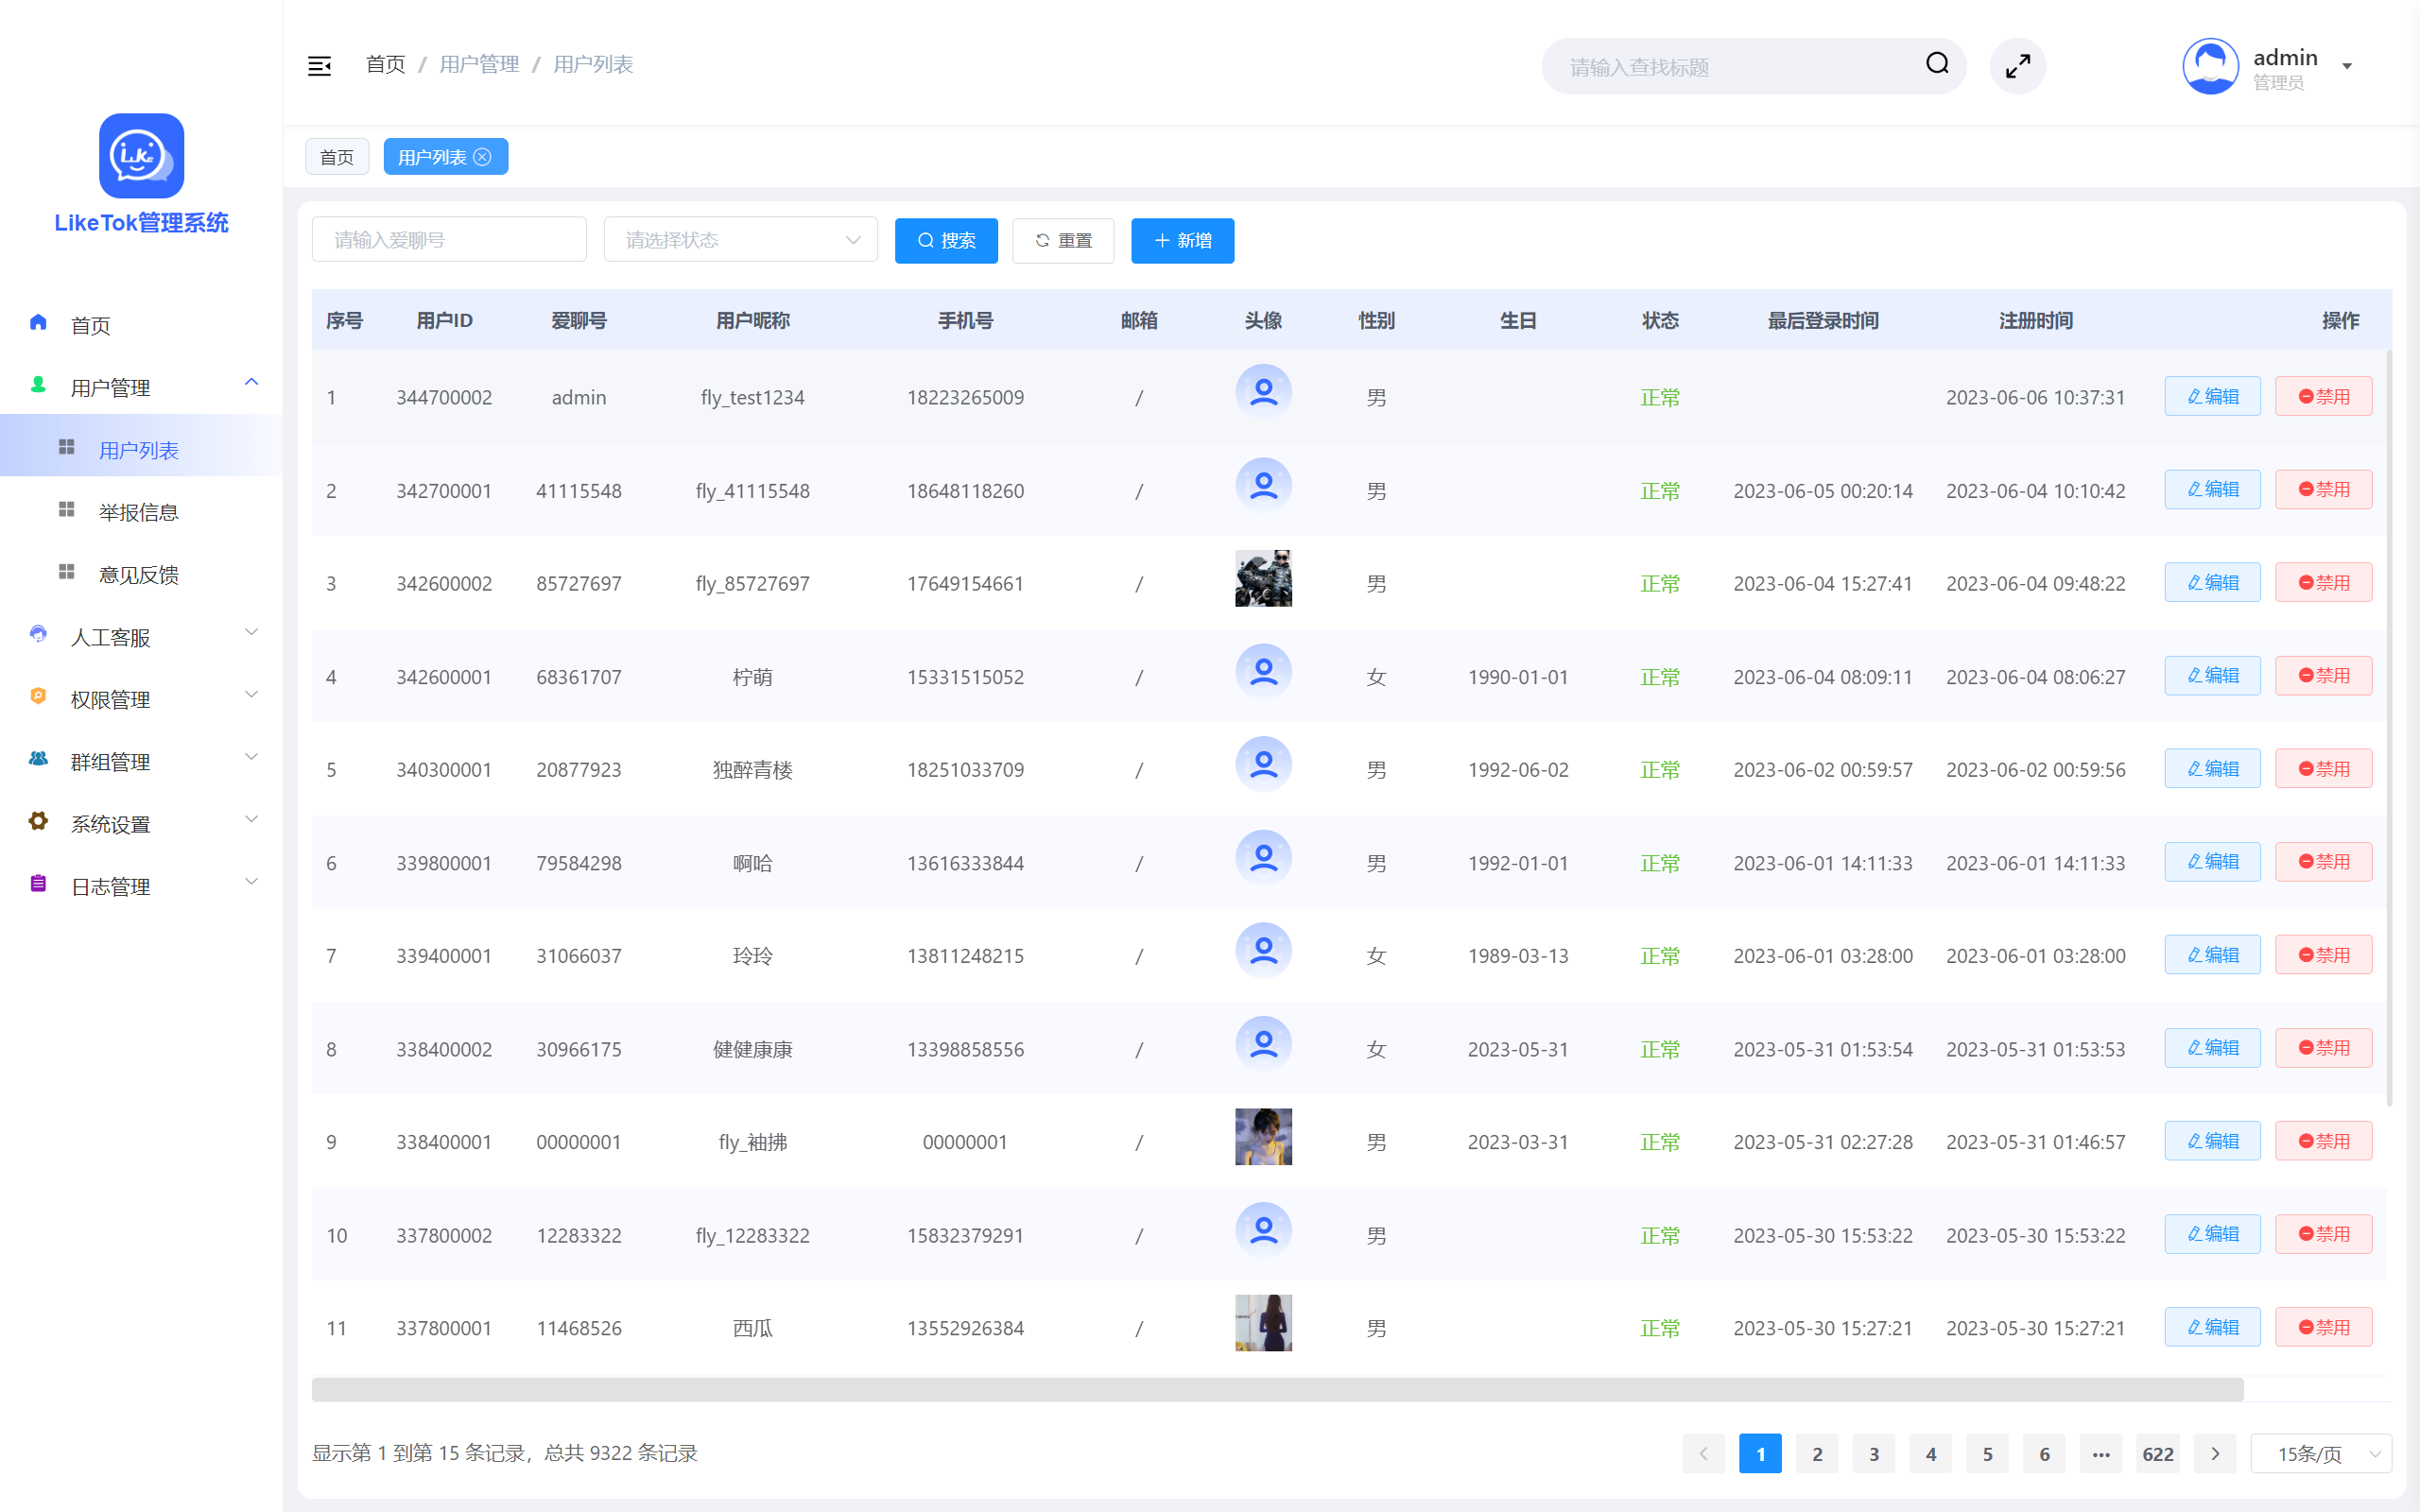 首页 / 用户管理 / 用户列表
请输入查找标题
admin
管理员
Like
LikeTok管理系统
首页
用户管理
用户列表
举报信息
意见反馈
人工客服
权限管理
群组管理
系统设置
日志管理
首页 用户列表
请输入爱聊号 请选择状态 搜索 重置 新增
序号 用户ID 爱聊号 用户昵称 手机号 邮箱 头像 性别 生日 状态 最后登录时间 注册时间 操作
1 344700002 admin fly_test1234 18223265009 / 男 正常 2023-06-06 10:37:31 编辑 禁用
2 342700001 41115548 fly_41115548 18648118260 / 男 正常 2023-06-05 00:20:14 2023-06-04 10:10:42 编辑 禁用
3 342600002 85727697 fly_85727697 17649154661 / 男 正常 2023-06-04 15:27:41 2023-06-04 09:48:22 编辑 禁用
4 342600001 68361707 柠萌 15331515052 / 女 1990-01-01 正常 2023-06-04 08:09:11 2023-06-04 08:06:27 编辑 禁用
5 340300001 20877923 独醉青楼 18251033709 / 男 1992-06-02 正常 2023-06-02 00:59:57 2023-06-02 00:59:56 编辑 禁用
6 339800001 79584298 啊哈 13616333844 / 男 1992-01-01 正常 2023-06-01 14:11:33 2023-06-01 14:11:33 编辑 禁用
7 339400001 31066037 玲玲 13811248215 / 女 1989-03-13 正常 2023-06-01 03:28:00 2023-06-01 03:28:00 编辑 禁用
8 338400002 30966175 健健康康 13398858556 / 女 2023-05-31 正常 2023-05-31 01:53:54 2023-05-31 01:53:53 编辑 禁用
9 338400001 00000001 fly_袖拂 00000001 / 男 2023-03-31 正常 2023-05-31 02:27:28 2023-05-31 01:46:57 编辑 禁用
10 337800002 12283322 fly_12283322 15832379291 / 男 正常 2023-05-30 15:53:22 2023-05-30 15:53:22 编辑 禁用
11 337800001 11468526 西瓜 13552926384 / 男 正常 2023-05-30 15:27:21 2023-05-30 15:27:21 编辑 禁用
显示第 1 到第 15 条记录，总共 9322 条记录
1 2 3 4 5 6 ••• 622 15条/页